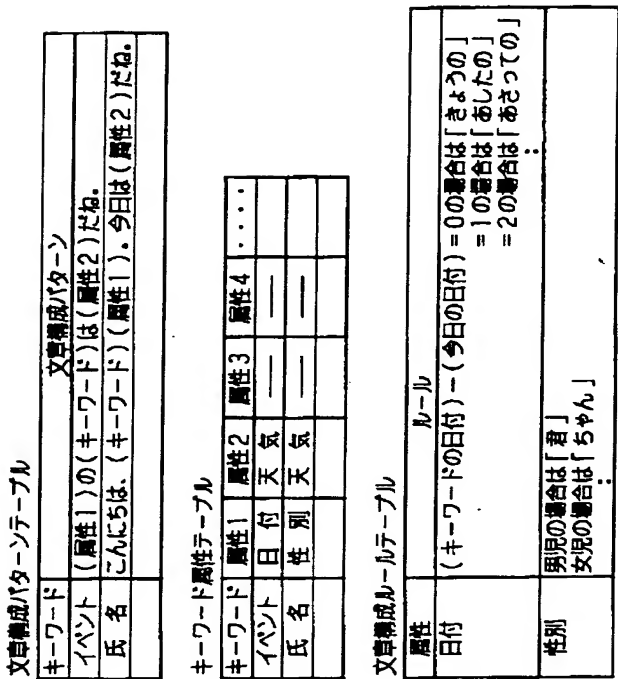 文章構成パターンテーブル
キーワード 文章構成パターン
イベント (属性1)の(キーワード)は(属性2)だね。
氏 名 こんにちは、(キーワード)(属性1)。今日は(属性2)だね。
キーワード属性テーブル
キーワード 属性1 属性2 属性3 属性4 ・・・・
イベント 日 付 天 気 —— ——
氏 名 性 別 天 気 —— ——
文章構成ルールテーブル
属性 ルール
日付 (キーワードの日付)−(今日の日付)=0の場合は「きょうの」
=1の場合は「あしたの」
=2の場合は「あさっての」
:
性別 男児の場合は「君」
女児の場合は「ちゃん」
: